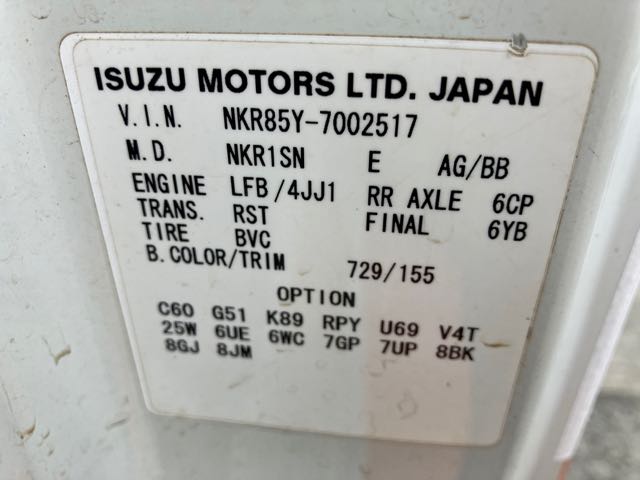 ISUZU MOTORS LTD. JAPAN
V.I.N. NKR85Y-7002517
M.D. NKR1SN E AG/BB
ENGINE LFB/4JJ1 RR AXLE 6CP
TRANS. RST FINAL 6YB
TIRE BVC
B.COLOR/TRIM 729/155
OPTION
C60 G51 K89 RPY U69 V4T
25W 6UE 6WC 7GP 7UP 8BK
8GJ 8JM